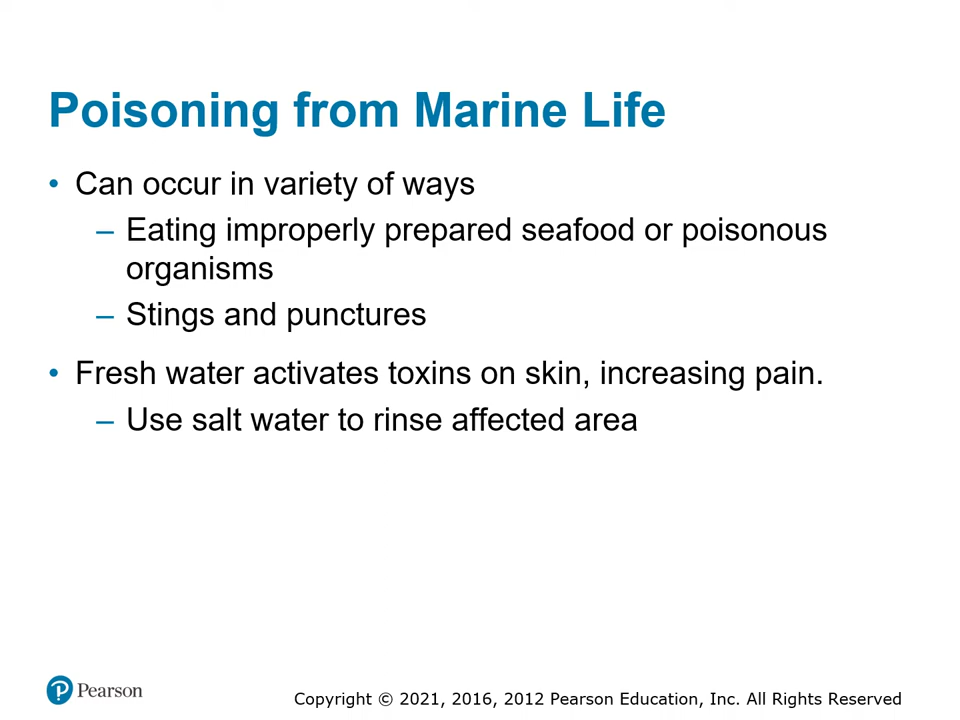 Poisoning from Marine Life
• Can occur in variety of ways
– Eating improperly prepared seafood or poisonous
organisms
– Stings and punctures
• Fresh water activates toxins on skin, increasing pain.
– Use salt water to rinse affected area
P Pearson
Copyright © 2021, 2016, 2012 Pearson Education, Inc. All Rights Reserved